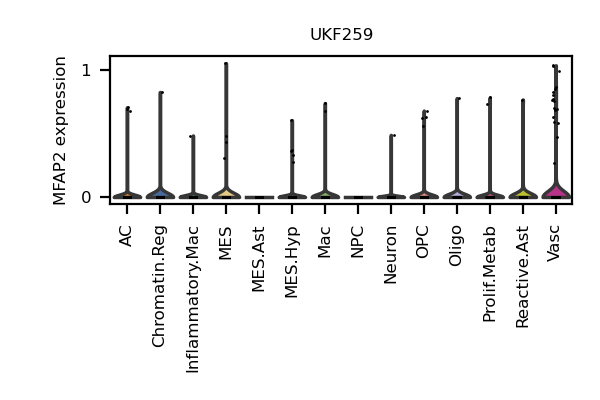 UKF259
MFAP2 expression
1
0
AC
Chromatin.Reg
Inflammatory.Mac
MES
MES.Ast
MES.Hyp
Mac
NPC
Neuron
OPC
Oligo
Prolif.Metab
Reactive.Ast
Vasc